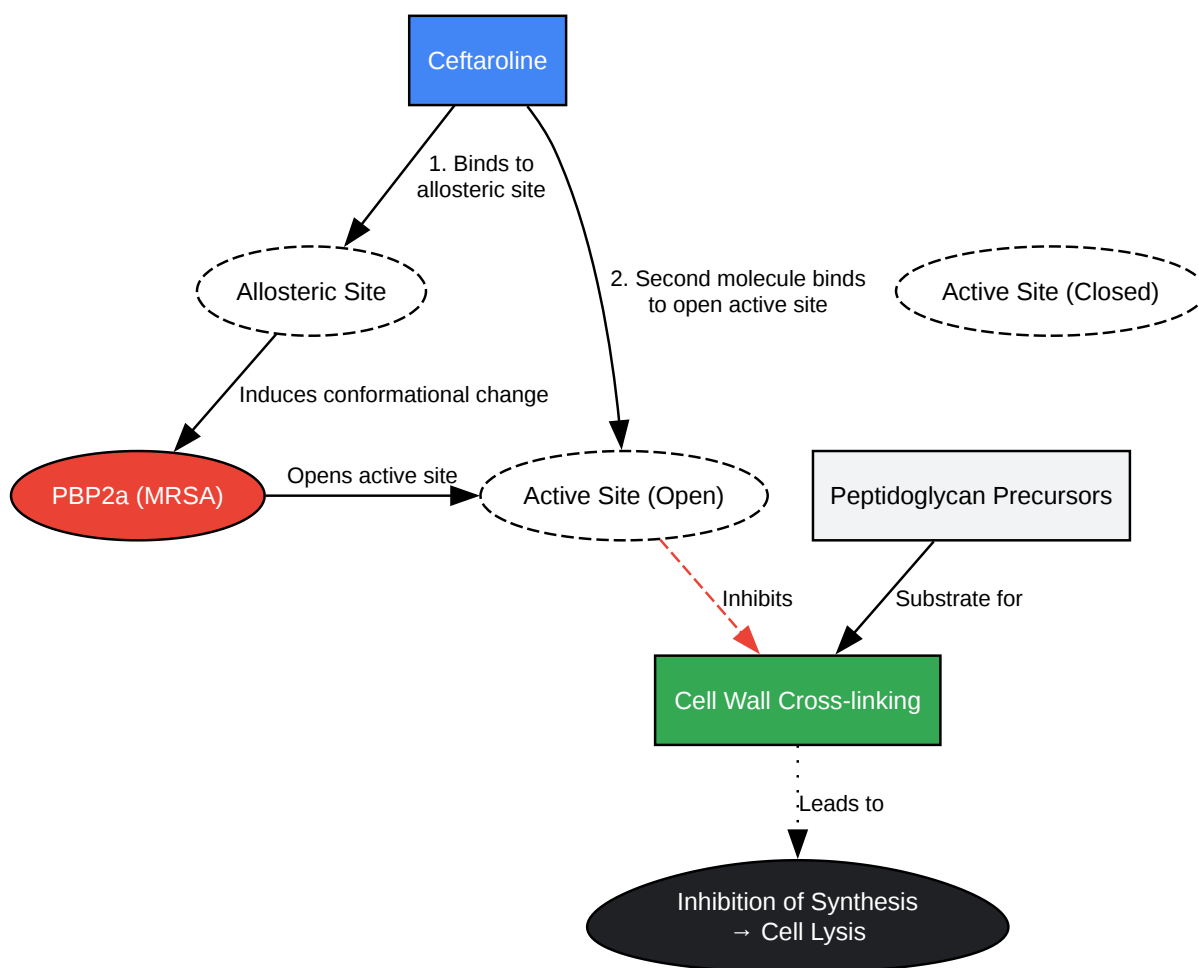 Ceftaroline
1. Binds to
allosteric site
Allosteric Site
2. Second molecule binds
to open active site
Active Site (Closed)
Induces conformational change
PBP2a (MRSA)
Opens active site
Active Site (Open)
Peptidoglycan Precursors
Inhibits
Substrate for
Cell Wall Cross-linking
Leads to
Inhibition of Synthesis
→ Cell Lysis